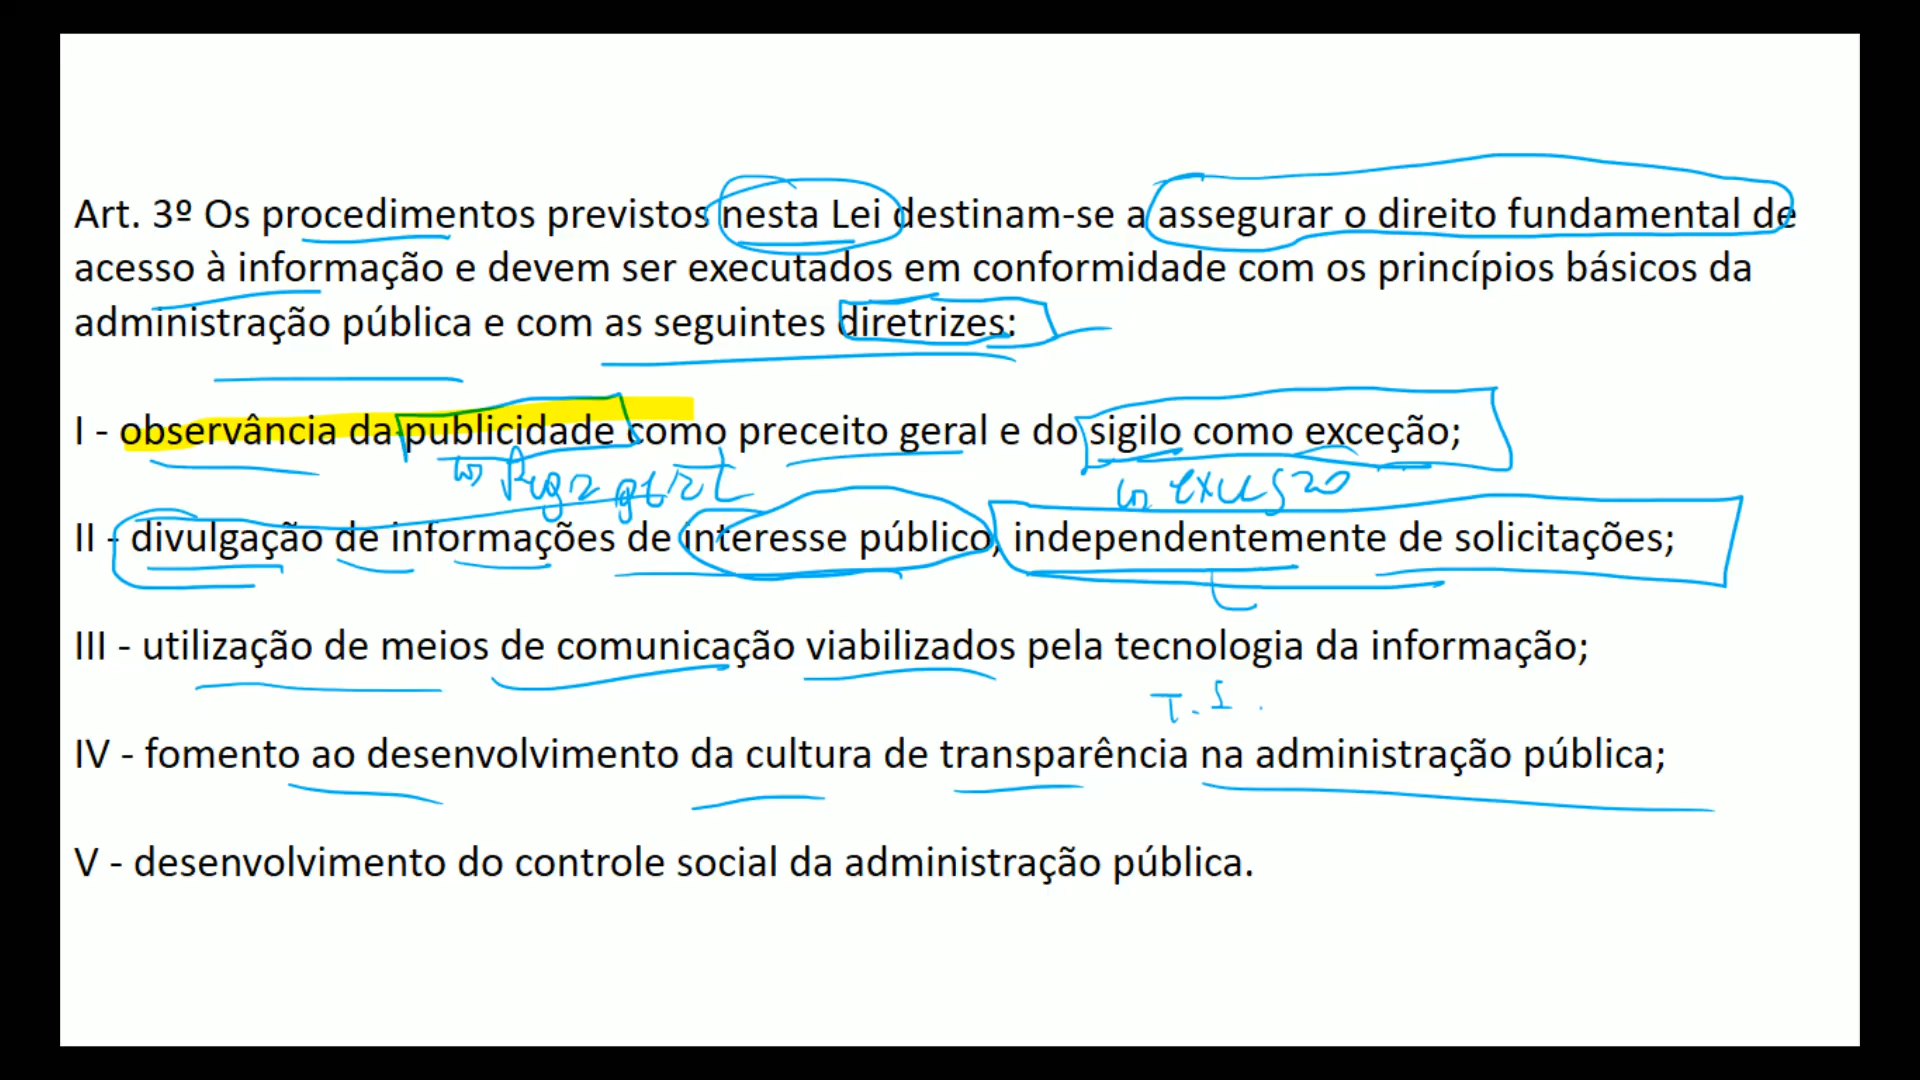 Art. 3º Os procedimentos previstos nesta Lei destinam-se a assegurar o direito fundamental de
acesso à informação e devem ser executados em conformidade com os princípios básicos da
administração pública e com as seguintes diretrizes:
I - observância da publicidade como preceito geral e do sigilo como exceção;
Regra geral
exceção
II - divulgação de informações de interesse público, independentemente de solicitações;
III - utilização de meios de comunicação viabilizados pela tecnologia da informação;
T.I.
IV - fomento ao desenvolvimento da cultura de transparência na administração pública;
V - desenvolvimento do controle social da administração pública.